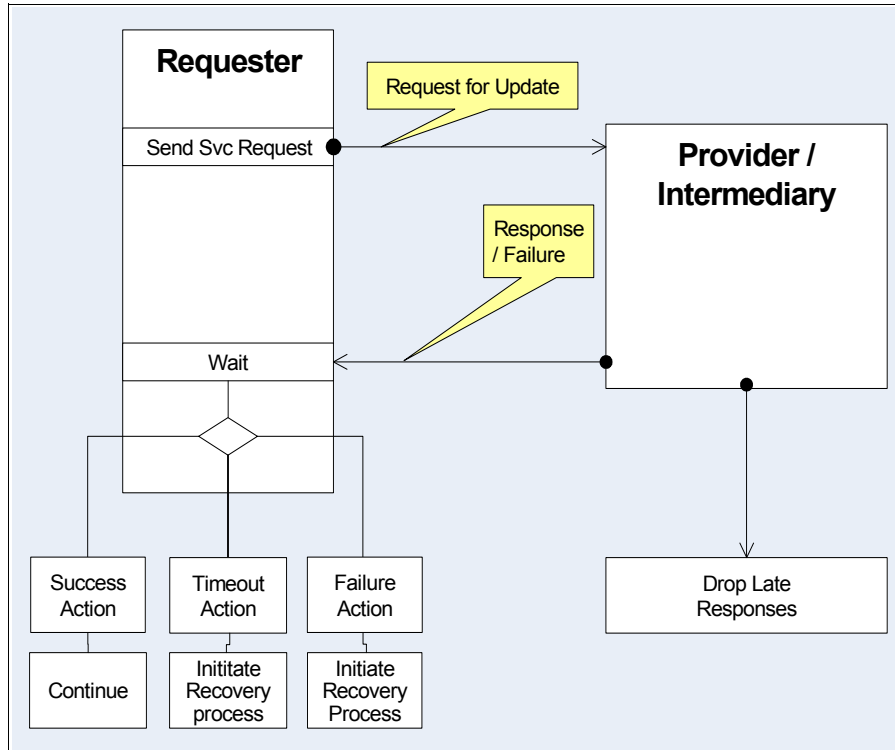 Requester
Request for Update
Send Svc Request
Provider /
Intermediary
Response
/ Failure
Wait
Success
Action
Timeout
Action
Failure
Action
Drop Late
Responses
Continue
Inititate
Recovery
process
Initiate
Recovery
Process